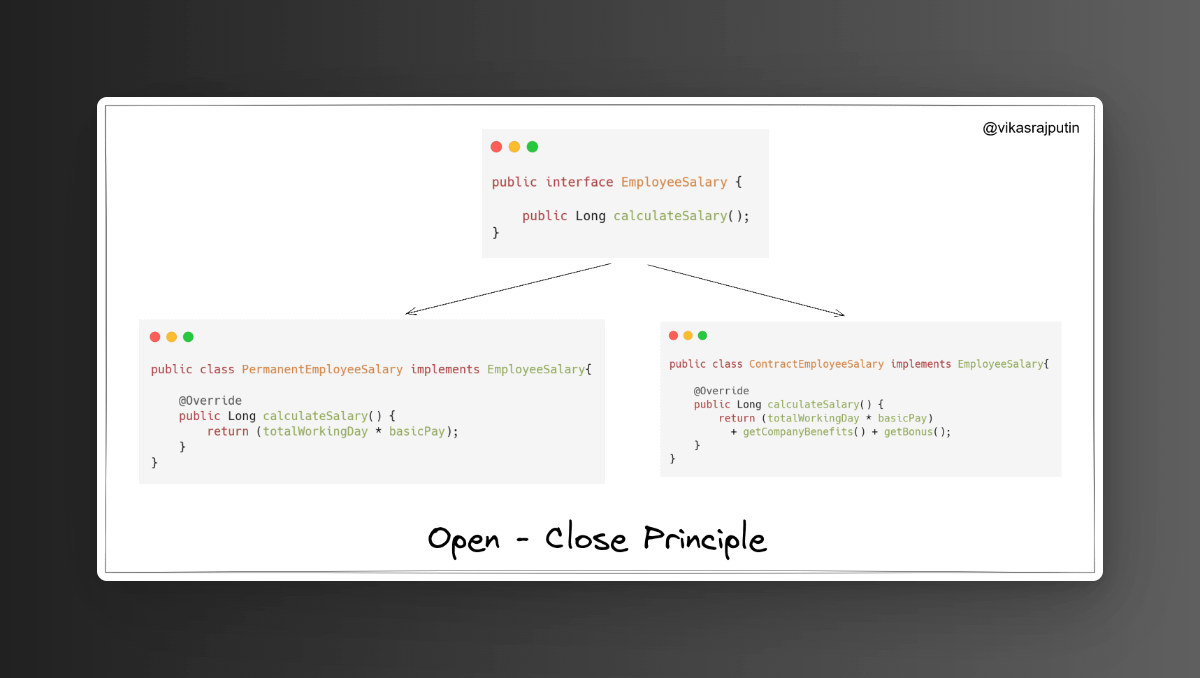 @vikasrajputin
public interface EmployeeSalary {
public Long calculateSalary();
}
public class PermanentEmployeeSalary implements EmployeeSalary{
@Override
public Long calculateSalary() {
return (totalWorkingDay * basicPay);
}
}
public class ContractEmployeeSalary implements EmployeeSalary{
@Override
public Long calculateSalary() {
return (totalWorkingDay * basicPay)
+ getCompanyBenefits() + getBonus();
}
}
Open - Close Principle